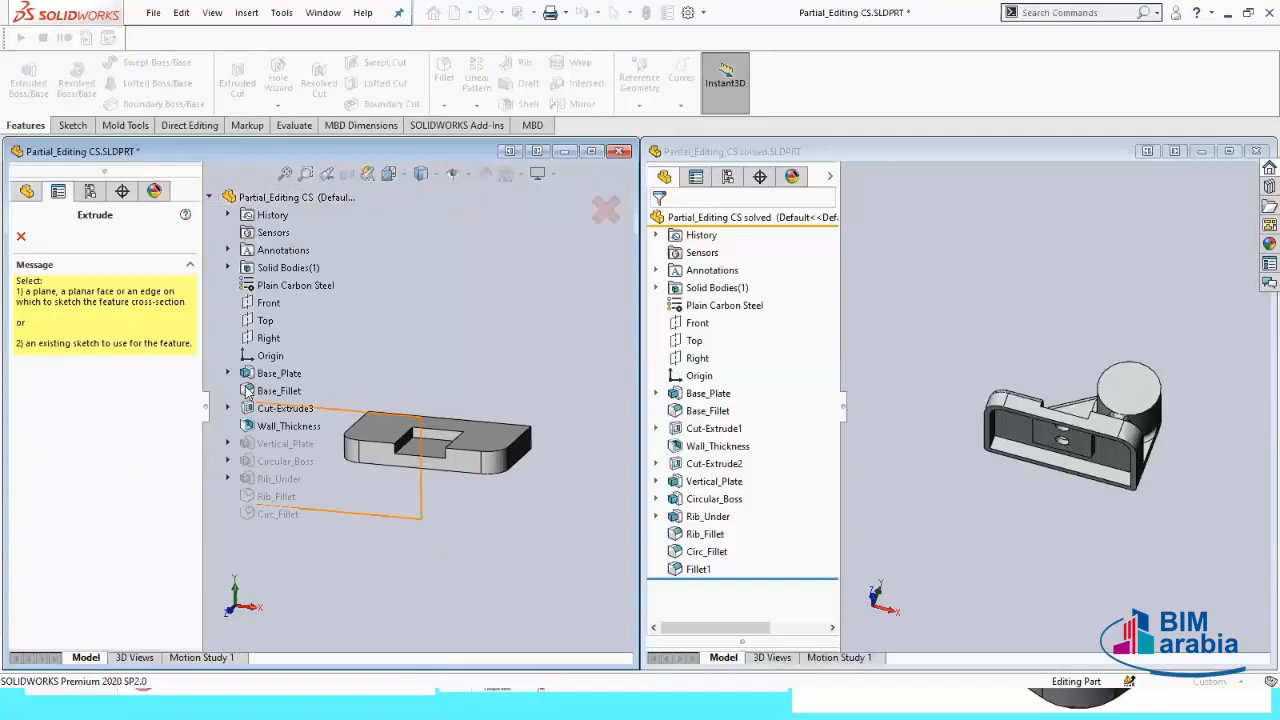 SOLIDWORKS
File Edit View Insert Tools Window Help
Partial_Editing CS.SLDPRT *
Search Commands
Extruded Boss/Base
Revolved Boss/Base
Swept Boss/Base
Lofted Boss/Base
Boundary Boss/Base
Extruded Cut
Hole Wizard
Revolved Cut
Swept Cut
Lofted Cut
Boundary Cut
Fillet
Linear Pattern
Rib
Draft
Shell
Wrap
Intersect
Mirror
Reference Geometry
Curves
Instant3D
Features Sketch Mold Tools Direct Editing Markup Evaluate MBD Dimensions SOLIDWORKS Add-Ins MBD
Partial_Editing CS.SLDPRT *
Extrude
Message
Select:
1) a plane, a planar face or an edge on
which to sketch the feature cross-section
or
2) an existing sketch to use for the feature.
Partial_Editing CS (Defaul...
History
Sensors
Annotations
Solid Bodies(1)
Plain Carbon Steel
Front
Top
Right
Origin
Base_Plate
Base_Fillet
Cut-Extrude3
Wall_Thickness
Vertical_Plate
Circular_Boss
Rib_Under
Rib_Fillet
Circ_Fillet
Y
X
Z
Model 3D Views Motion Study 1
Partial_Editing CS solved.SLDPRT
Partial_Editing CS solved (Default<<Def
History
Sensors
Annotations
Solid Bodies(1)
Plain Carbon Steel
Front
Top
Right
Origin
Base_Plate
Base_Fillet
Cut-Extrude1
Wall_Thickness
Cut-Extrude2
Vertical_Plate
Circular_Boss
Rib_Under
Rib_Fillet
Circ_Fillet
Fillet1
Y
Z
X
Model 3D Views Motion Study 1
BIM
arabia
SOLIDWORKS Premium 2020 SP2.0
Editing Part
Custom